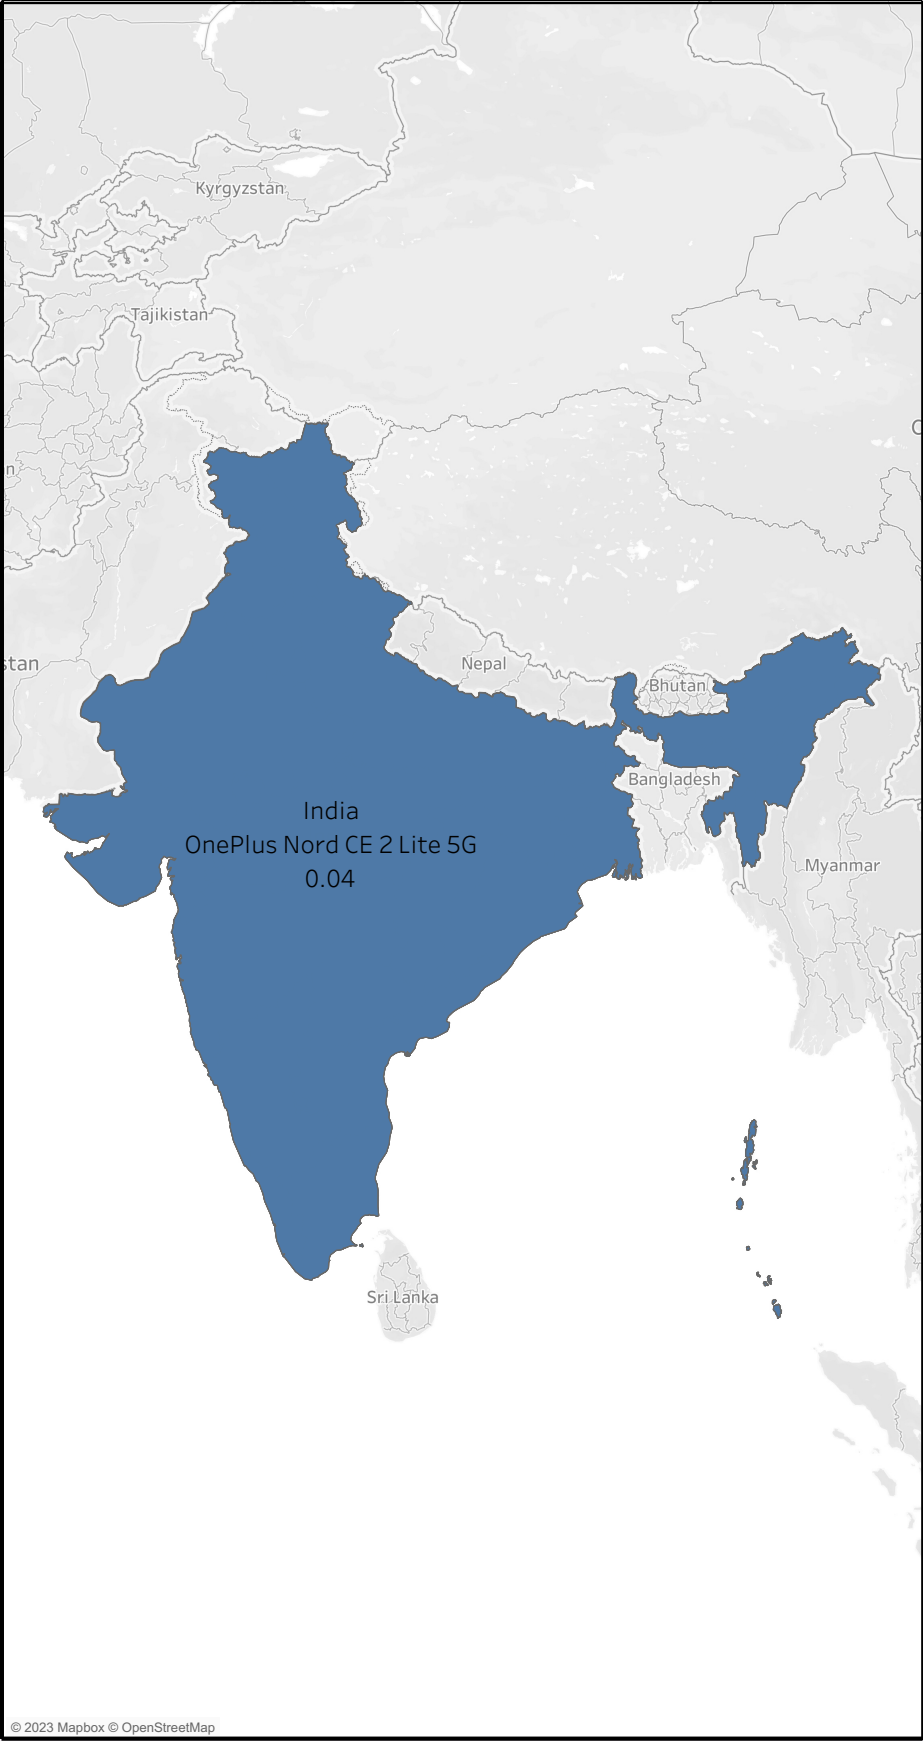 Kyrgyzstan
Tajikistan
n
stan
Nepal
Bhutan
Bangladesh
India
OnePlus Nord CE 2 Lite 5G
0.04
Myanmar
Sri Lanka
© 2023 Mapbox © OpenStreetMap